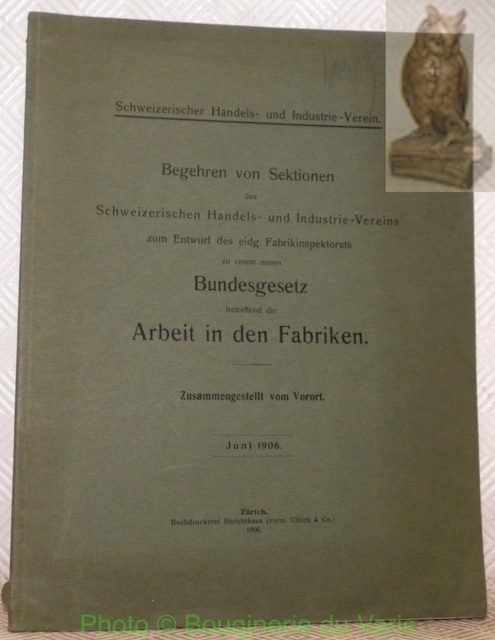 Schweizerischer Handels- und Industrie-Verein.
Begehren von Sektionen
des
Schweizerischen Handels- und Industrie-Vereins
zum Entwurf des eidg. Fabrikinspektorats
zu einem neuen
Bundesgesetz
betreffend die
Arbeit in den Fabriken.
Zusammengestellt vom Vorort.
Juni 1906.
Zürich.
Buchdruckerei Berichthaus (vorm. Ulrich & Co.)
1906.
Photo © Bouquinerie du Varis